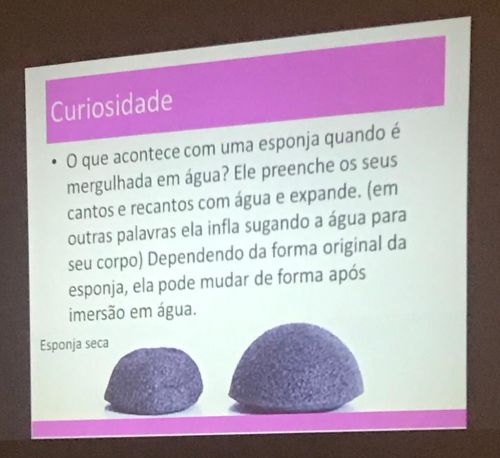 Curiosidade
• O que acontece com uma esponja quando é
mergulhada em água? Ele preenche os seus
cantos e recantos com água e expande. (em
outras palavras ela infla sugando a água para
seu corpo) Dependendo da forma original da
esponja, ela pode mudar de forma após
imersão em água.
Esponja seca